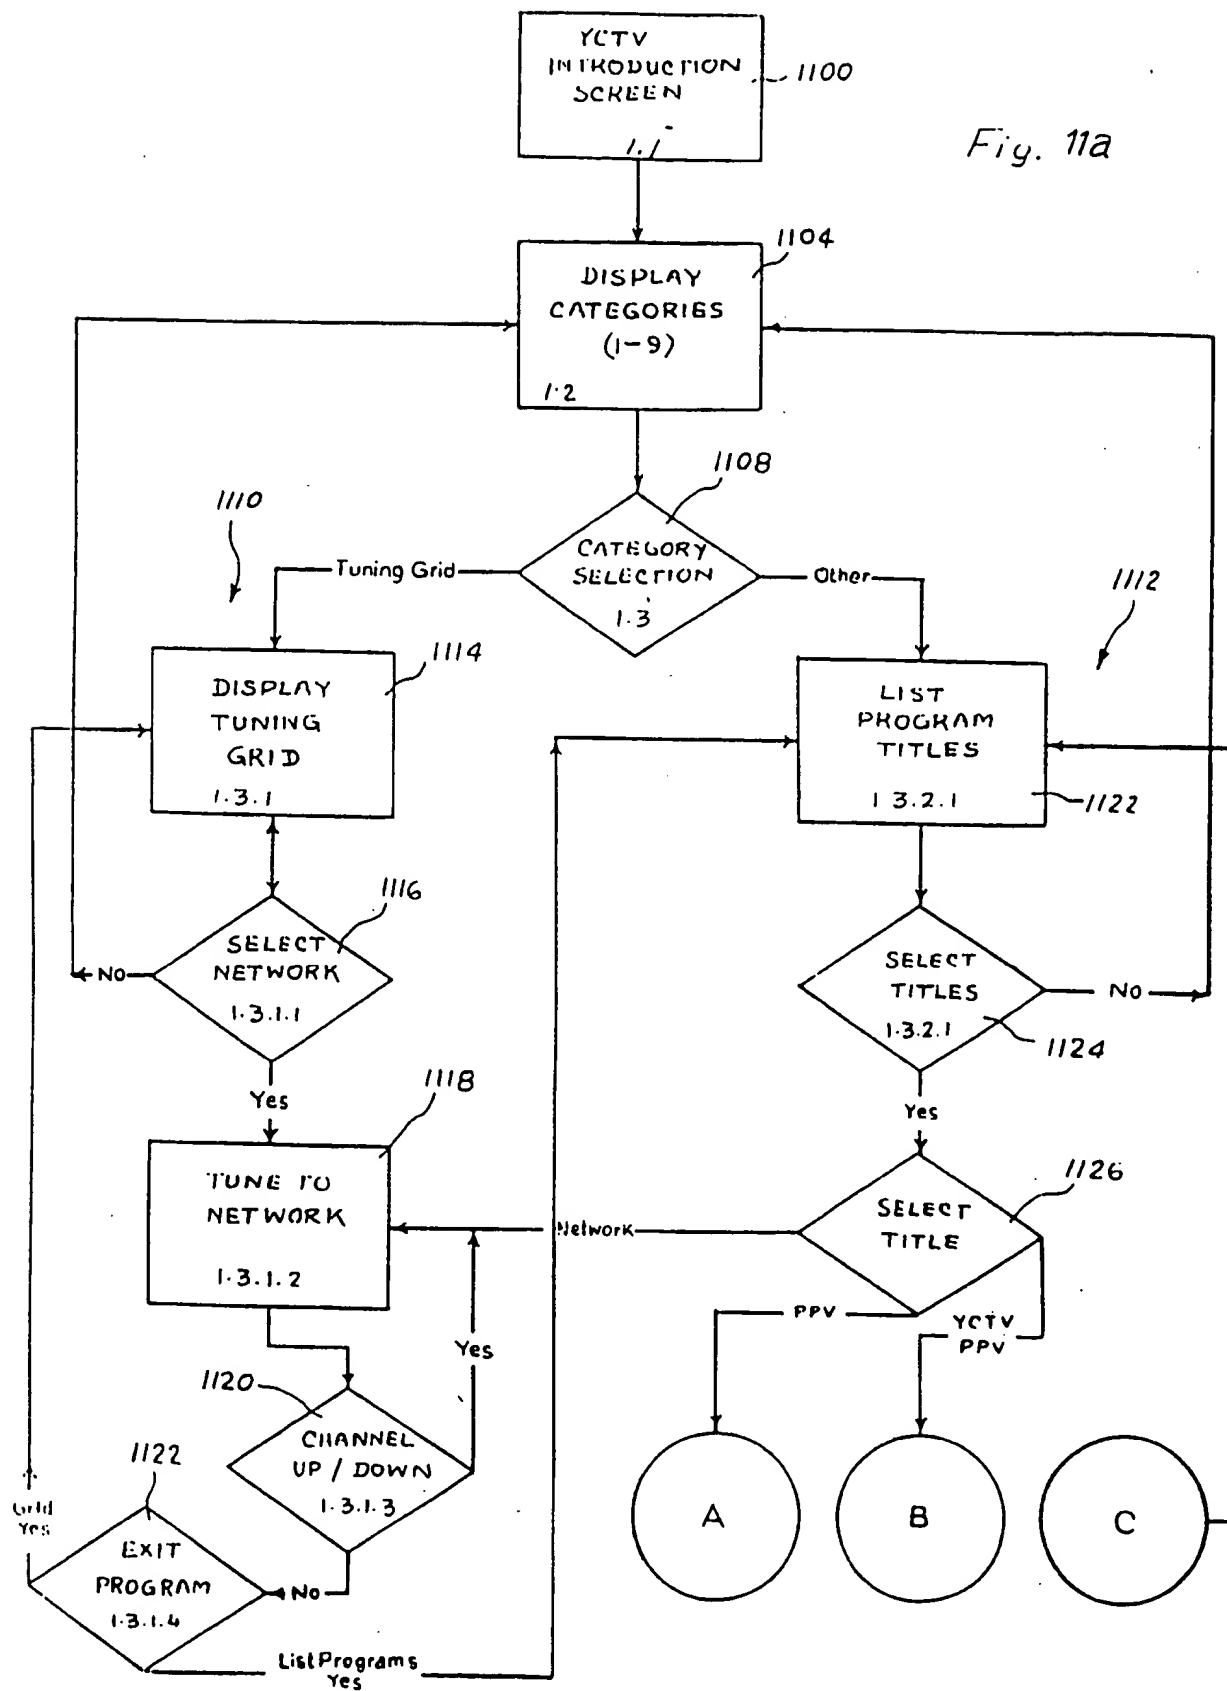 YCTV
INTRODUCTION
SCREEN
1.1
1100
Fig. 11a
1104
DISPLAY
CATEGORIES
(1-9)
1.2
1108
CATEGORY
SELECTION
1.3
Tuning Grid
Other
1110
1112
1114
DISPLAY
TUNING
GRID
1.3.1
LIST
PROGRAM
TITLES
1 3.2.1
1122
1116
SELECT
NETWORK
1.3.1.1
No
SELECT
TITLES
1.3.2.1
No
1124
Yes
Yes
1118
TUNE TO
NETWORK
1.3.1.2
1126
SELECT
TITLE
Network
PPV
YCTV
PPV
Yes
1120
CHANNEL
UP / DOWN
1.3.1.3
1122
Grid
Yes
EXIT
PROGRAM
1.3.1.4
No
List Programs
Yes
A
B
C